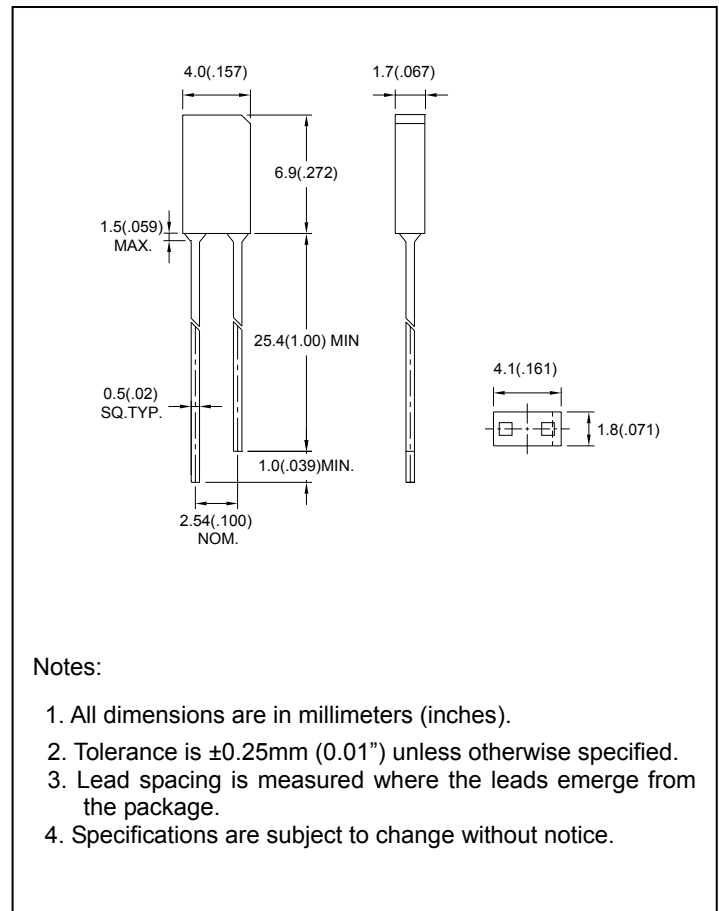 4.0(.157)
1.7(.067)
6.9(.272)
1.5(.059)
MAX.
25.4(1.00) MIN
4.1(.161)
0.5(.02)
SQ.TYP.
1.8(.071)
1.0(.039)MIN.
2.54(.100)
NOM.
Notes:
1. All dimensions are in millimeters (inches).
2. Tolerance is ±0.25mm (0.01”) unless otherwise specified.
3. Lead spacing is measured where the leads emerge from
the package.
4. Specifications are subject to change without notice.